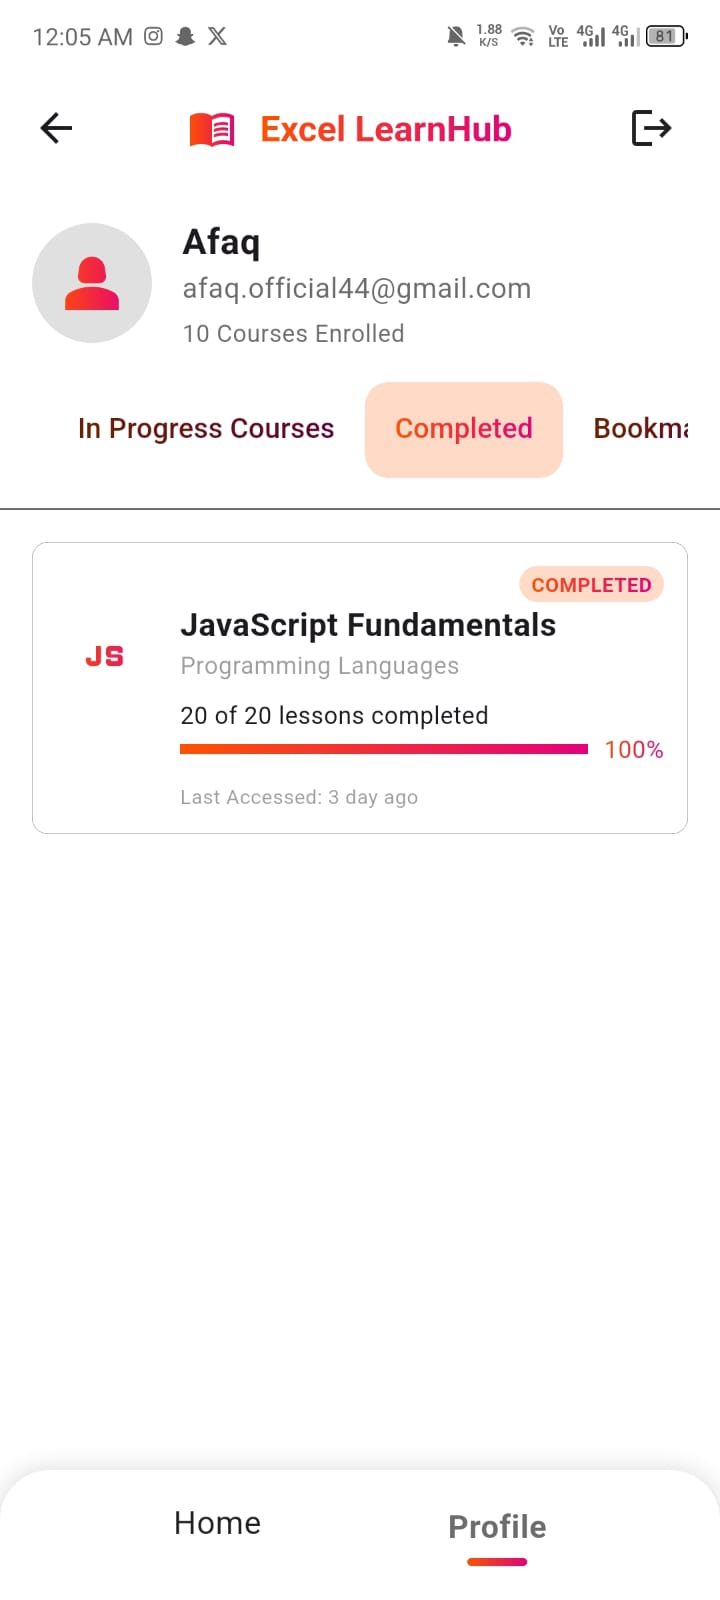 12:05 AM
1.88 K/S
Vo LTE 4G 4G 81
Excel LearnHub
Afaq
afaq.official44@gmail.com
10 Courses Enrolled
In Progress Courses Completed Bookma
COMPLETED
JavaScript Fundamentals
JS
Programming Languages
20 of 20 lessons completed
100%
Last Accessed: 3 day ago
Home Profile